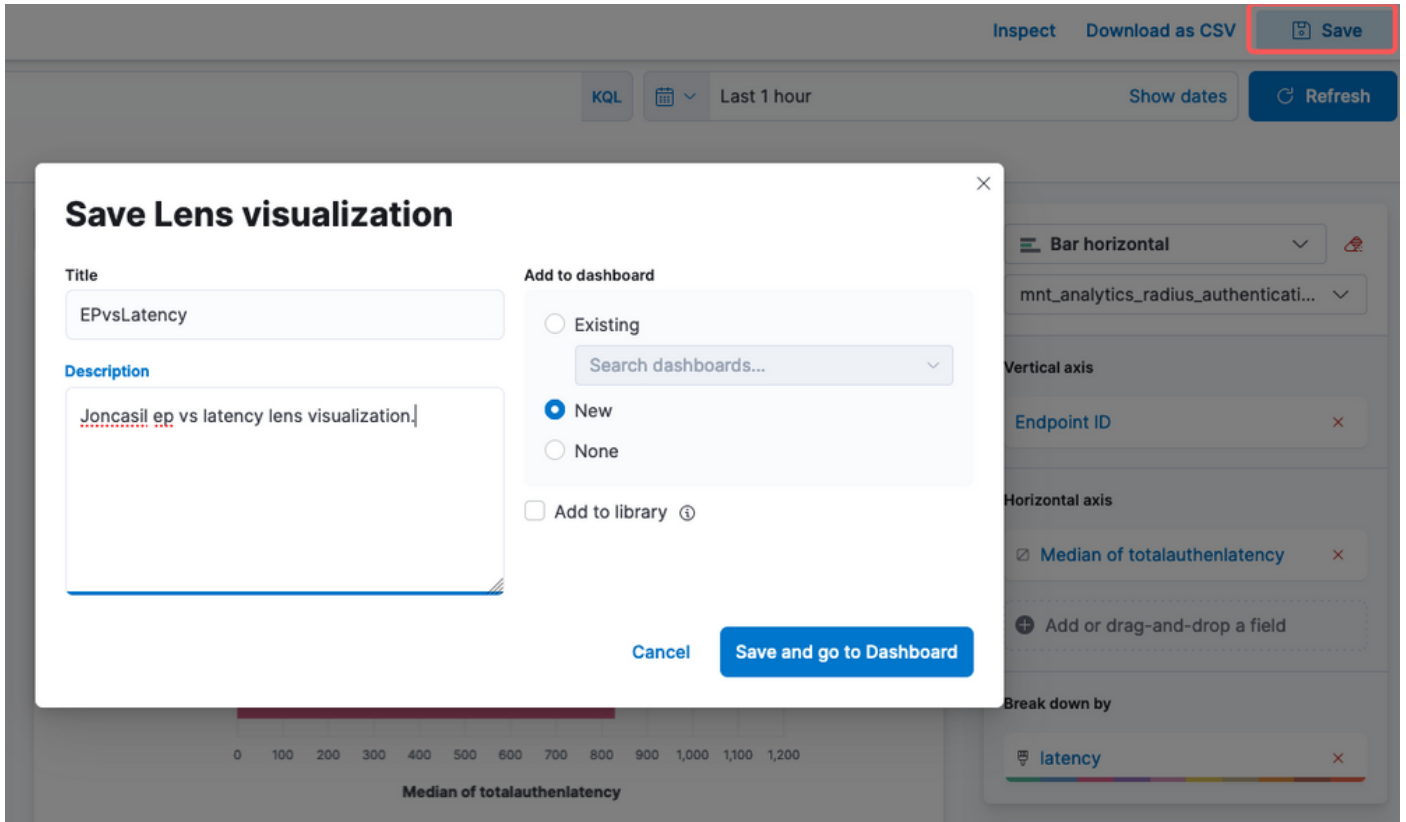 Inspect Download as CSV Save
KQL Last 1 hour Show dates Refresh
Save Lens visualization
Title
EPvsLatency
Description
Joncasil ep vs latency lens visualization.
Add to dashboard
Existing
Search dashboards...
New
None
Add to library
Cancel Save and go to Dashboard
Bar horizontal
mnt_analytics_radius_authenticati...
Vertical axis
Endpoint ID
Horizontal axis
Median of totalauthenlatency
Add or drag-and-drop a field
Break down by
latency
0 100 200 300 400 500 600 700 800 900 1,000 1,100 1,200
Median of totalauthenlatency